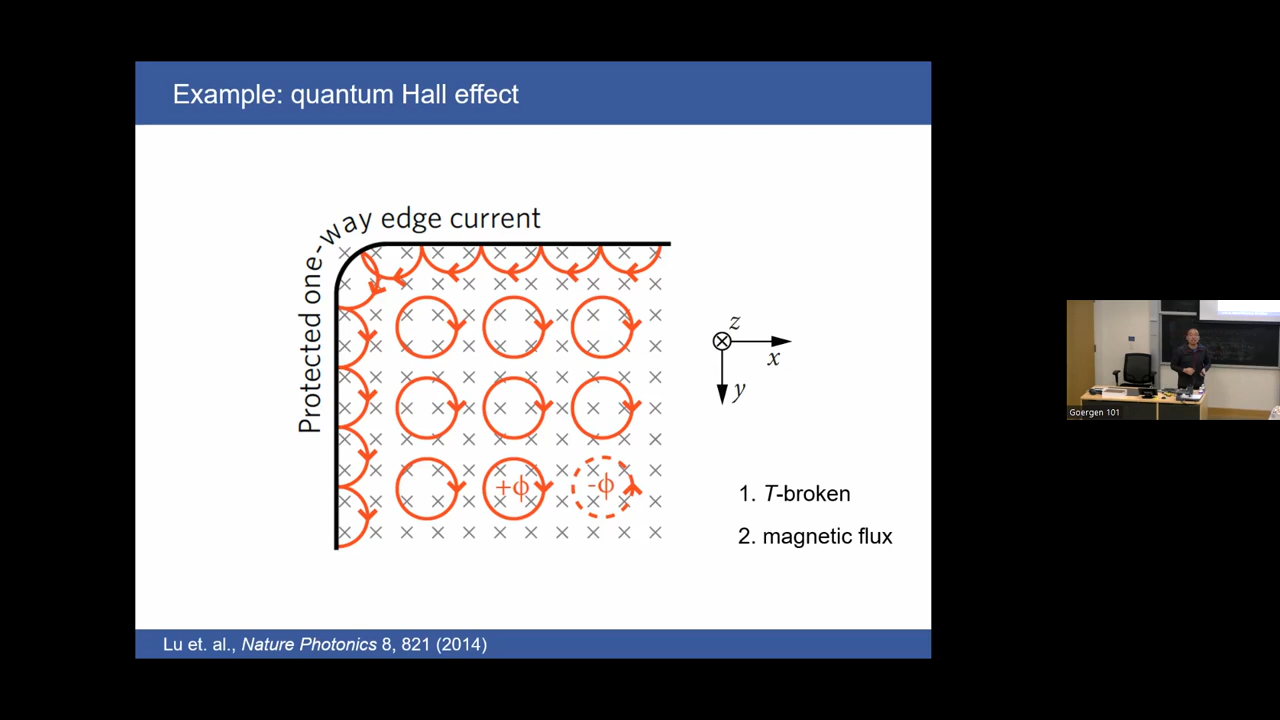 Example: quantum Hall effect
Protected one-way edge current
z
x
y
+ϕ
-ϕ
1. T-broken
2. magnetic flux
Goergen 101
Lu et. al., Nature Photonics 8, 821 (2014)